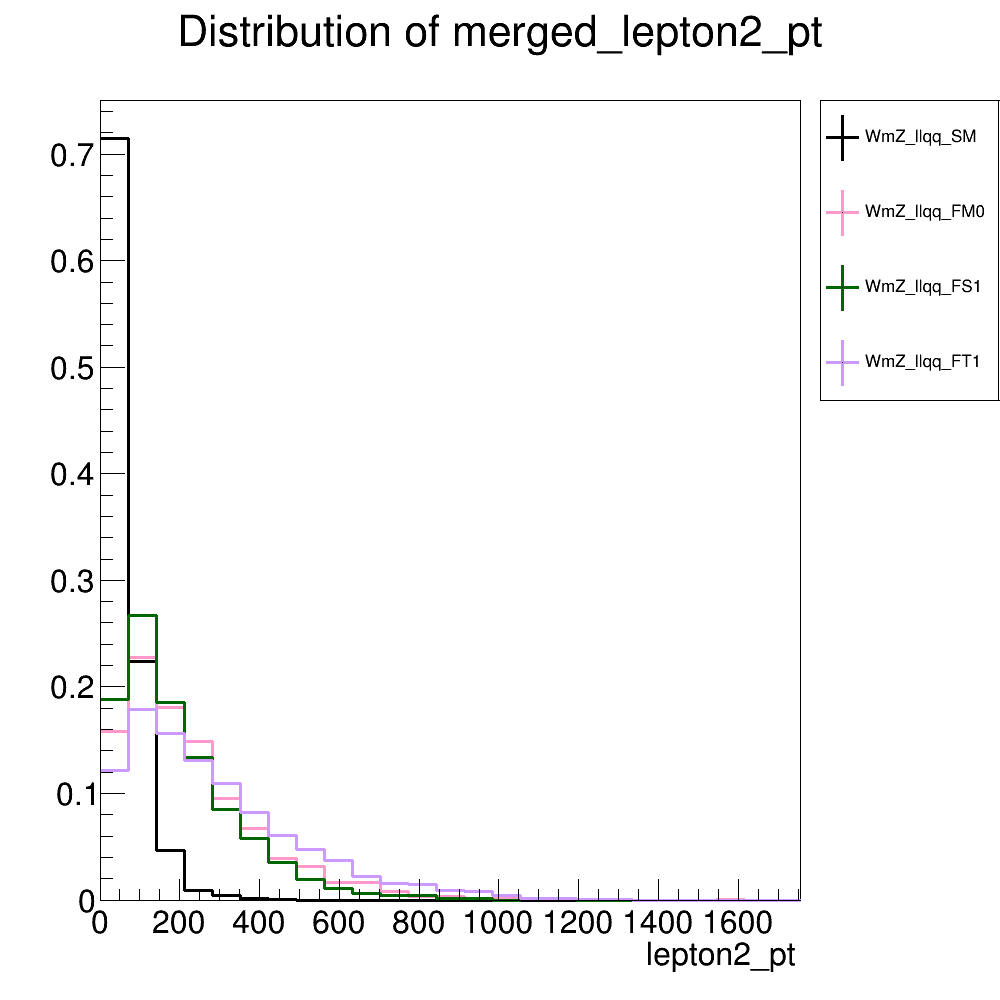 Distribution of merged_lepton2_pt
WmZ_llqq_SM
WmZ_llqq_FM0
WmZ_llqq_FS1
WmZ_llqq_FT1
0.7
0.6
0.5
0.4
0.3
0.2
0.1
0
0 200 400 600 800 1000 1200 1400 1600
lepton2_pt